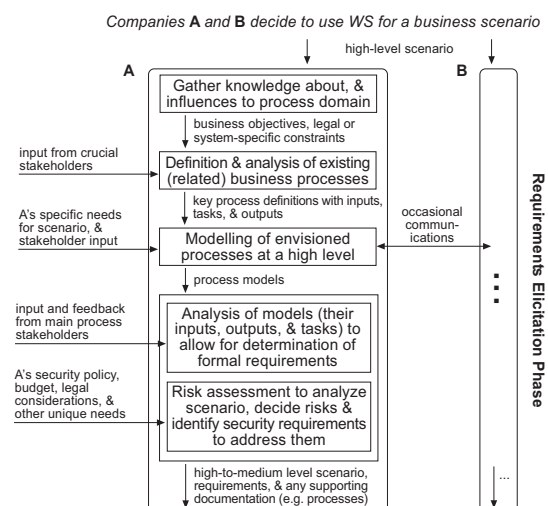 Companies A and B decide to use WS for a business scenario
high-level scenario
A
B
Gather knowledge about, &
influences to process domain
business objectives, legal or
system-specific constraints
input from crucial
stakeholders
Definition & analysis of existing
(related) business processes
key process definitions with inputs,
tasks, & outputs
A's specific needs
for scenario, &
stakeholder input
Modelling of envisioned
processes at a high level
occasional
commun-
ications
process models
input and feedback
from main process
stakeholders
Analysis of models (their
inputs, outputs, & tasks) to
allow for determination of
formal requirements
A's security policy,
budget, legal
considerations, &
other unique needs
Risk assessment to analyze
scenario, decide risks &
identify security requirements
to address them
high-to-medium level scenario,
requirements, & any supporting
documentation (e.g. processes)
...
Requirements Elicitation Phase